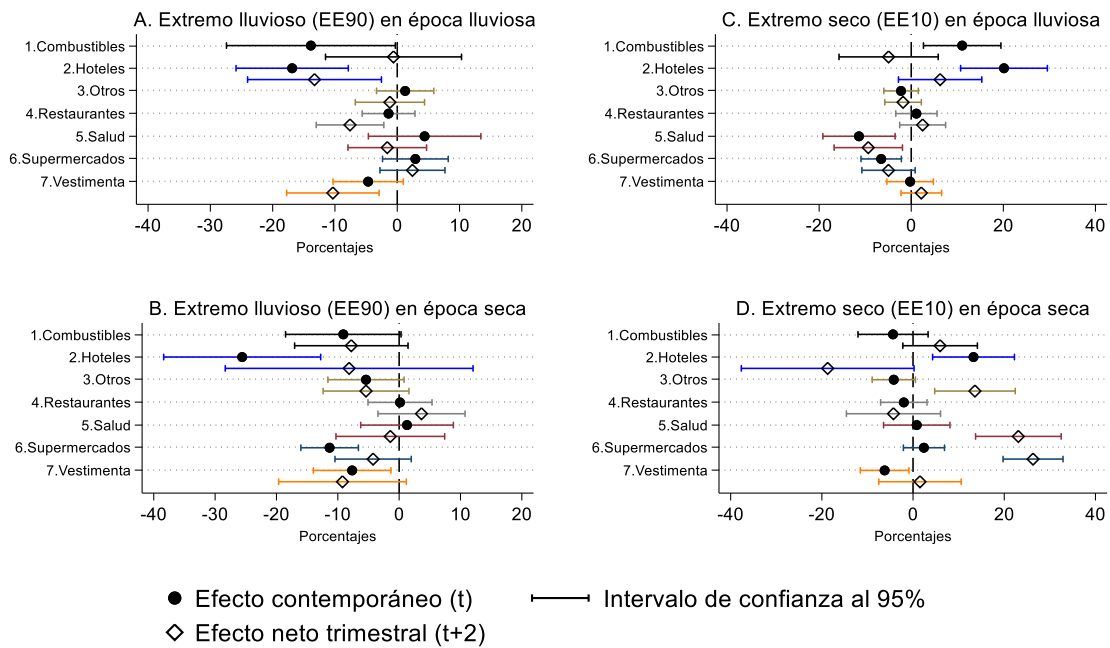 A. Extremo lluvioso (EE90) en época lluviosa
1.Combustibles
2.Hoteles
3.Otros
4.Restaurantes
5.Salud
6.Supermercados
7.Vestimenta
-40 -30 -20 -10 0 10 20
Porcentajes
C. Extremo seco (EE10) en época lluviosa
1.Combustibles
2.Hoteles
3.Otros
4.Restaurantes
5.Salud
6.Supermercados
7.Vestimenta
-40 -20 0 20 40
Porcentajes
B. Extremo lluvioso (EE90) en época seca
1.Combustibles
2.Hoteles
3.Otros
4.Restaurantes
5.Salud
6.Supermercados
7.Vestimenta
-40 -30 -20 -10 0 10 20
Porcentajes
D. Extremo seco (EE10) en época seca
1.Combustibles
2.Hoteles
3.Otros
4.Restaurantes
5.Salud
6.Supermercados
7.Vestimenta
-40 -20 0 20 40
Porcentajes
Efecto contemporáneo (t)
Intervalo de confianza al 95%
Efecto neto trimestral (t+2)